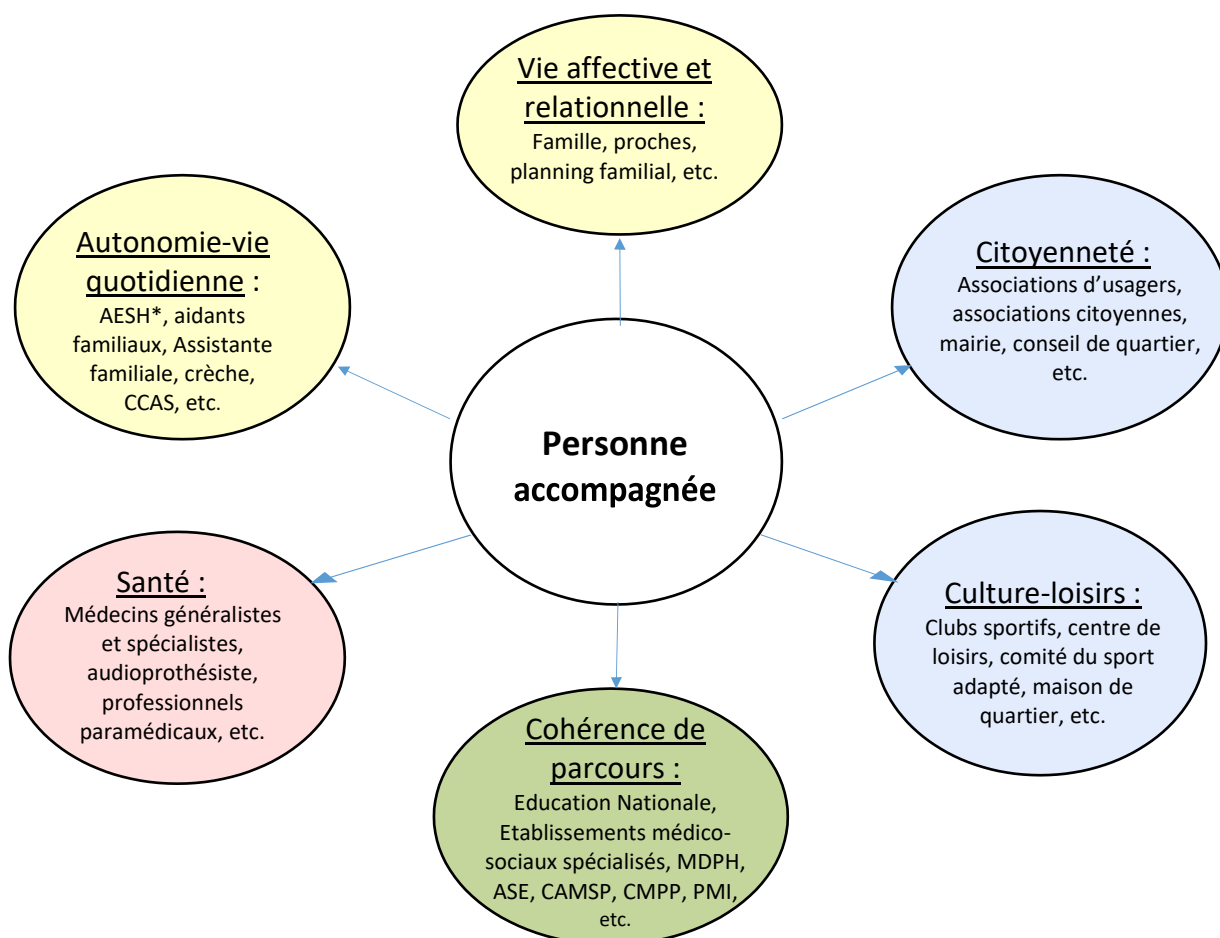 Vie affective et
relationnelle :
Famille, proches,
planning familial, etc.
Autonomie-vie
quotidienne :
AESH*, aidants
familiaux, Assistante
familiale, crèche,
CCAS, etc.
Citoyenneté :
Associations d’usagers,
associations citoyennes,
mairie, conseil de quartier,
etc.
Personne
accompagnée
Santé :
Médecins généralistes
et spécialistes,
audioprothésiste,
professionnels
paramédicaux, etc.
Culture-loisirs :
Clubs sportifs, centre de
loisirs, comité du sport
adapté, maison de
quartier, etc.
Cohérence de
parcours :
Education Nationale,
Etablissements médico-
sociaux spécialisés, MDPH,
ASE, CAMSP, CMPP, PMI,
etc.